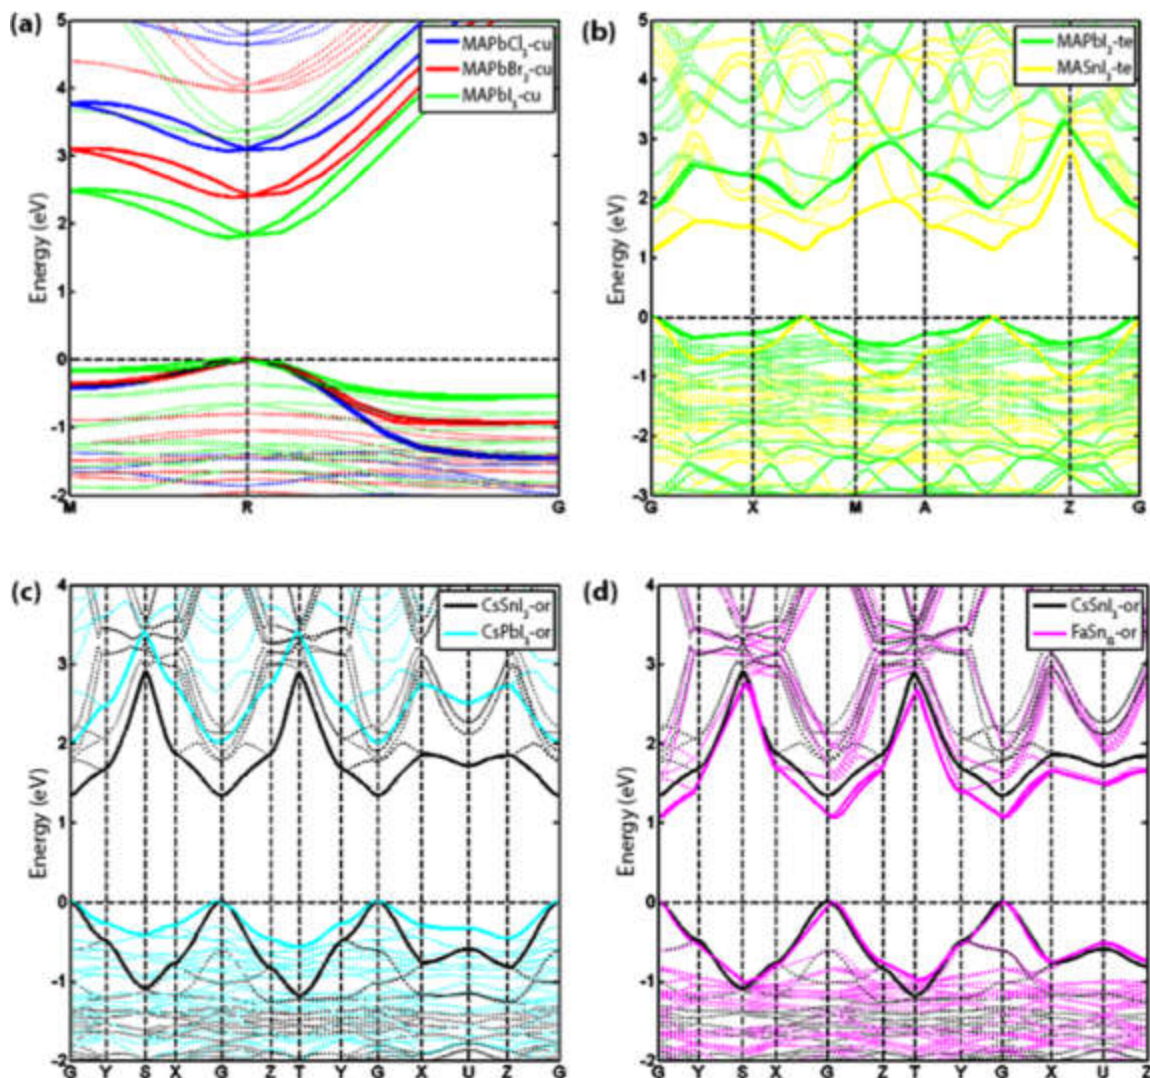 (a)
MAPbCl3-cu
MAPbBr3-cu
MAPbI3-cu
Energy (eV)
5
4
3
2
1
0
-1
-2
M R G
(b)
MAPbI3-te
MASnI3-te
Energy (eV)
5
4
3
2
1
0
-1
-2
-3
G X M A Z G
(c)
CsSnI3-or
CsPbI3-or
Energy (eV)
4
3
2
1
0
-1
-2
G Y S X G Z T Y G X U Z G
(d)
CsSnI3-or
FaSnI3-or
Energy (eV)
4
3
2
1
0
-1
-2
G Y S X G Z T Y G X U Z